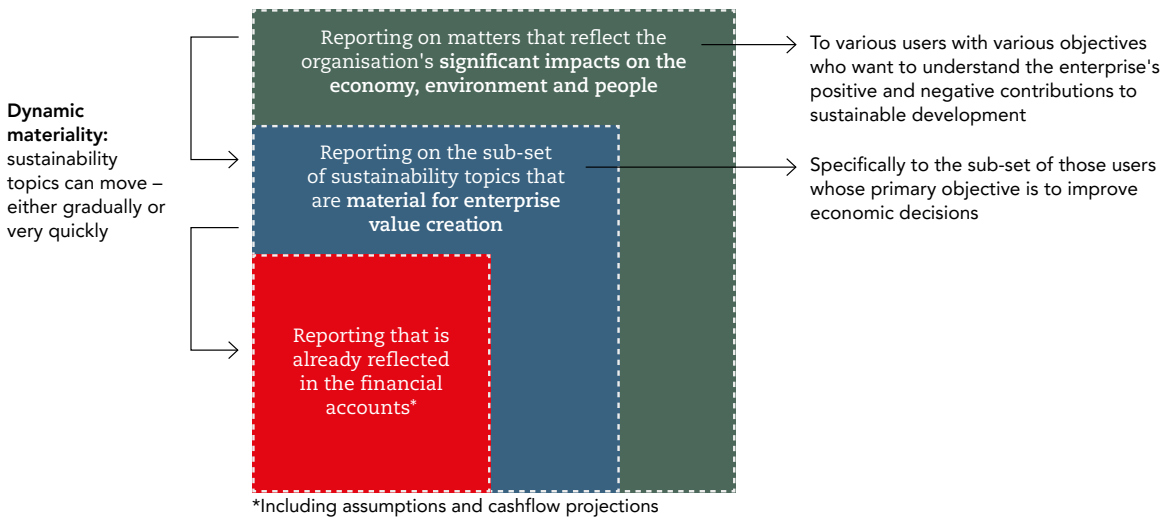 Dynamic
materiality:
sustainability
topics can move –
either gradually or
very quickly
Reporting on matters that reflect the
organisation's significant impacts on the
economy, environment and people
To various users with various objectives
who want to understand the enterprise's
positive and negative contributions to
sustainable development
Reporting on the sub-set
of sustainability topics that
are material for enterprise
value creation
Specifically to the sub-set of those users
whose primary objective is to improve
economic decisions
Reporting that is
already reflected
in the financial
accounts*
*Including assumptions and cashflow projections